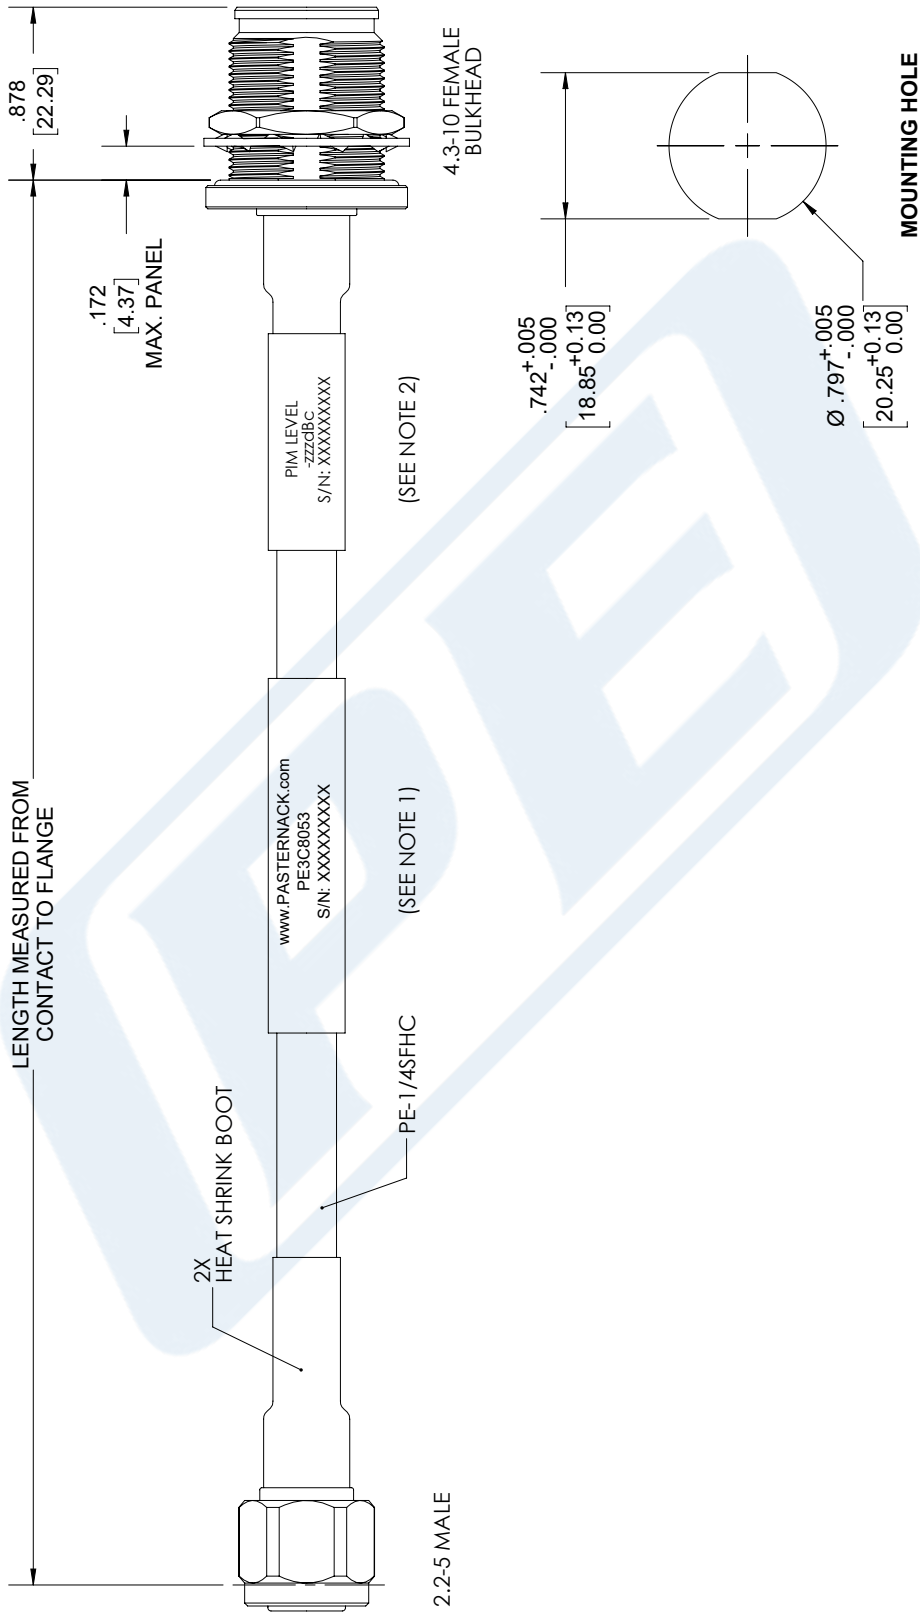 LENGTH MEASURED FROM
CONTACT TO FLANGE
.878
[22.29]
.172
[4.37]
MAX. PANEL
2X
HEAT SHRINK BOOT
PE-1/4SFHC
www.PASTERNACK.com
PE3C8053
S/N: XXXXXXXXX
(SEE NOTE 1)
PIM LEVEL
-zzzdBc
S/N: XXXXXXXXX
(SEE NOTE 2)
2.2-5 MALE
4.3-10 FEMALE
BULKHEAD
.742 +.005
-.000
[18.85 +0.13
0.00]
Ø .797 +.005
-.000
[20.25 +0.13
0.00]
MOUNTING HOLE
PE